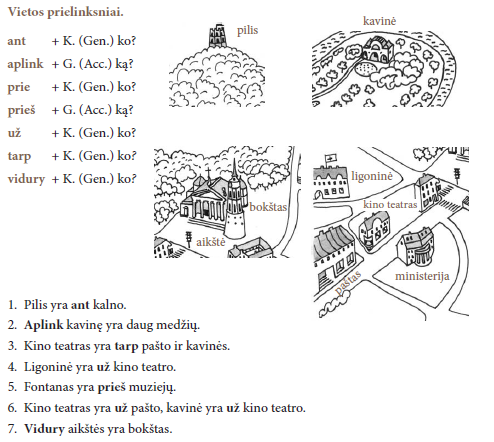 Vietos prielinksniai.
ant + K. (Gen.) ko?
aplink + G. (Acc.) ką?
prie + K. (Gen.) ko?
prieš + G. (Acc.) ką?
už + K. (Gen.) ko?
tarp + K. (Gen.) ko?
vidury + K. (Gen.) ko?
pilis
kavinė
bokštas
aikštė
ligoninė
kino teatras
paštas
ministerija
1. Pilis yra ant kalno.
2. Aplink kavinę yra daug medžių.
3. Kino teatras yra tarp pašto ir kavinės.
4. Ligoninė yra už kino teatro.
5. Fontanas yra prieš muziejų.
6. Kino teatras yra už pašto, kavinė yra už kino teatro.
7. Vidury aikštės yra bokštas.